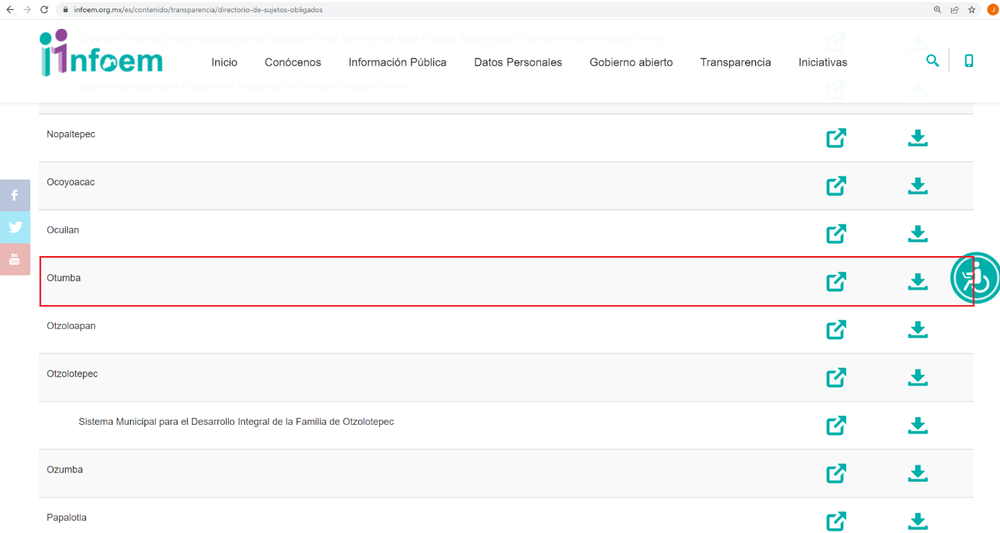 infoem.org.mx/es/contenido/transparencia/directorio-de-sujetos-obligados
J
Organismo Público Descentralizado para la Prestación de los Servicios de Agua Potable, Alcantarillado y Saneamiento de Nicolás Romero
infoem
Inicio Conócenos Información Pública Datos Personales Gobierno abierto Transparencia Iniciativas
Sistema Municipal para el Desarrollo Integral de la Familia de Nicolás Romero
Nopaltepec
Ocoyoacac
Ocuilan
Otumba
Otzoloapan
Otzolotepec
Sistema Municipal para el Desarrollo Integral de la Familia de Otzolotepec
Ozumba
Papalotla